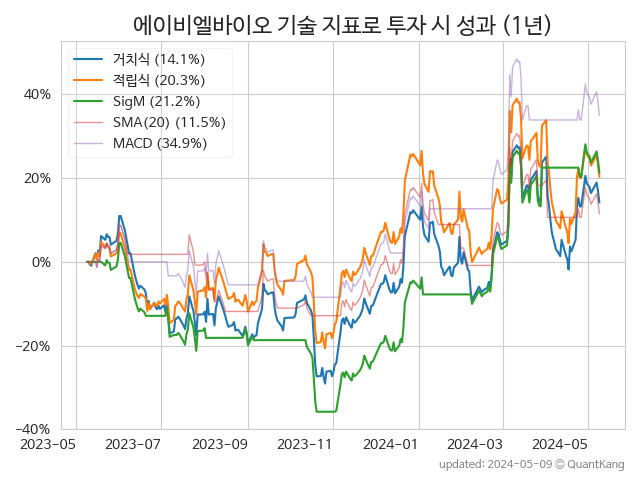 에이비엘바이오 기술 지표로 투자 시 성과 (1년)
거치식 (14.1%)
적립식 (20.3%)
SigM (21.2%)
SMA(20) (11.5%)
MACD (34.9%)
40%
20%
0%
−20%
−40%
2023-05 2023-07 2023-09 2023-11 2024-01 2024-03 2024-05
updated: 2024-05-09 ⓒ QuantKang